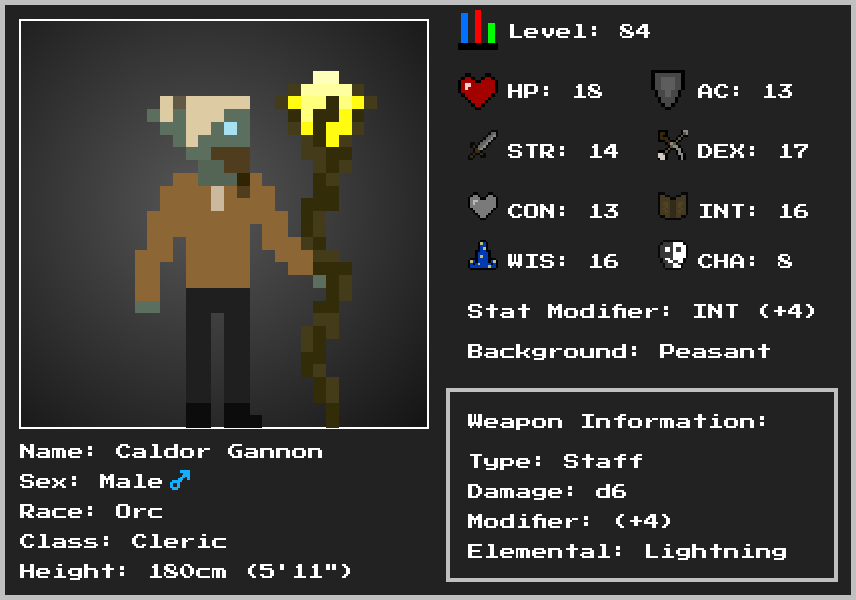 Level: 84
HP: 18
AC: 13
STR: 14
DEX: 17
CON: 13
INT: 16
WIS: 16
CHA: 8
Stat Modifier: INT (+4)
Background: Peasant
Weapon Information:
Type: Staff
Damage: d6
Modifier: (+4)
Elemental: Lightning
Name: Caldor Gannon
Sex: Male♂
Race: Orc
Class: Cleric
Height: 180cm (5'11")